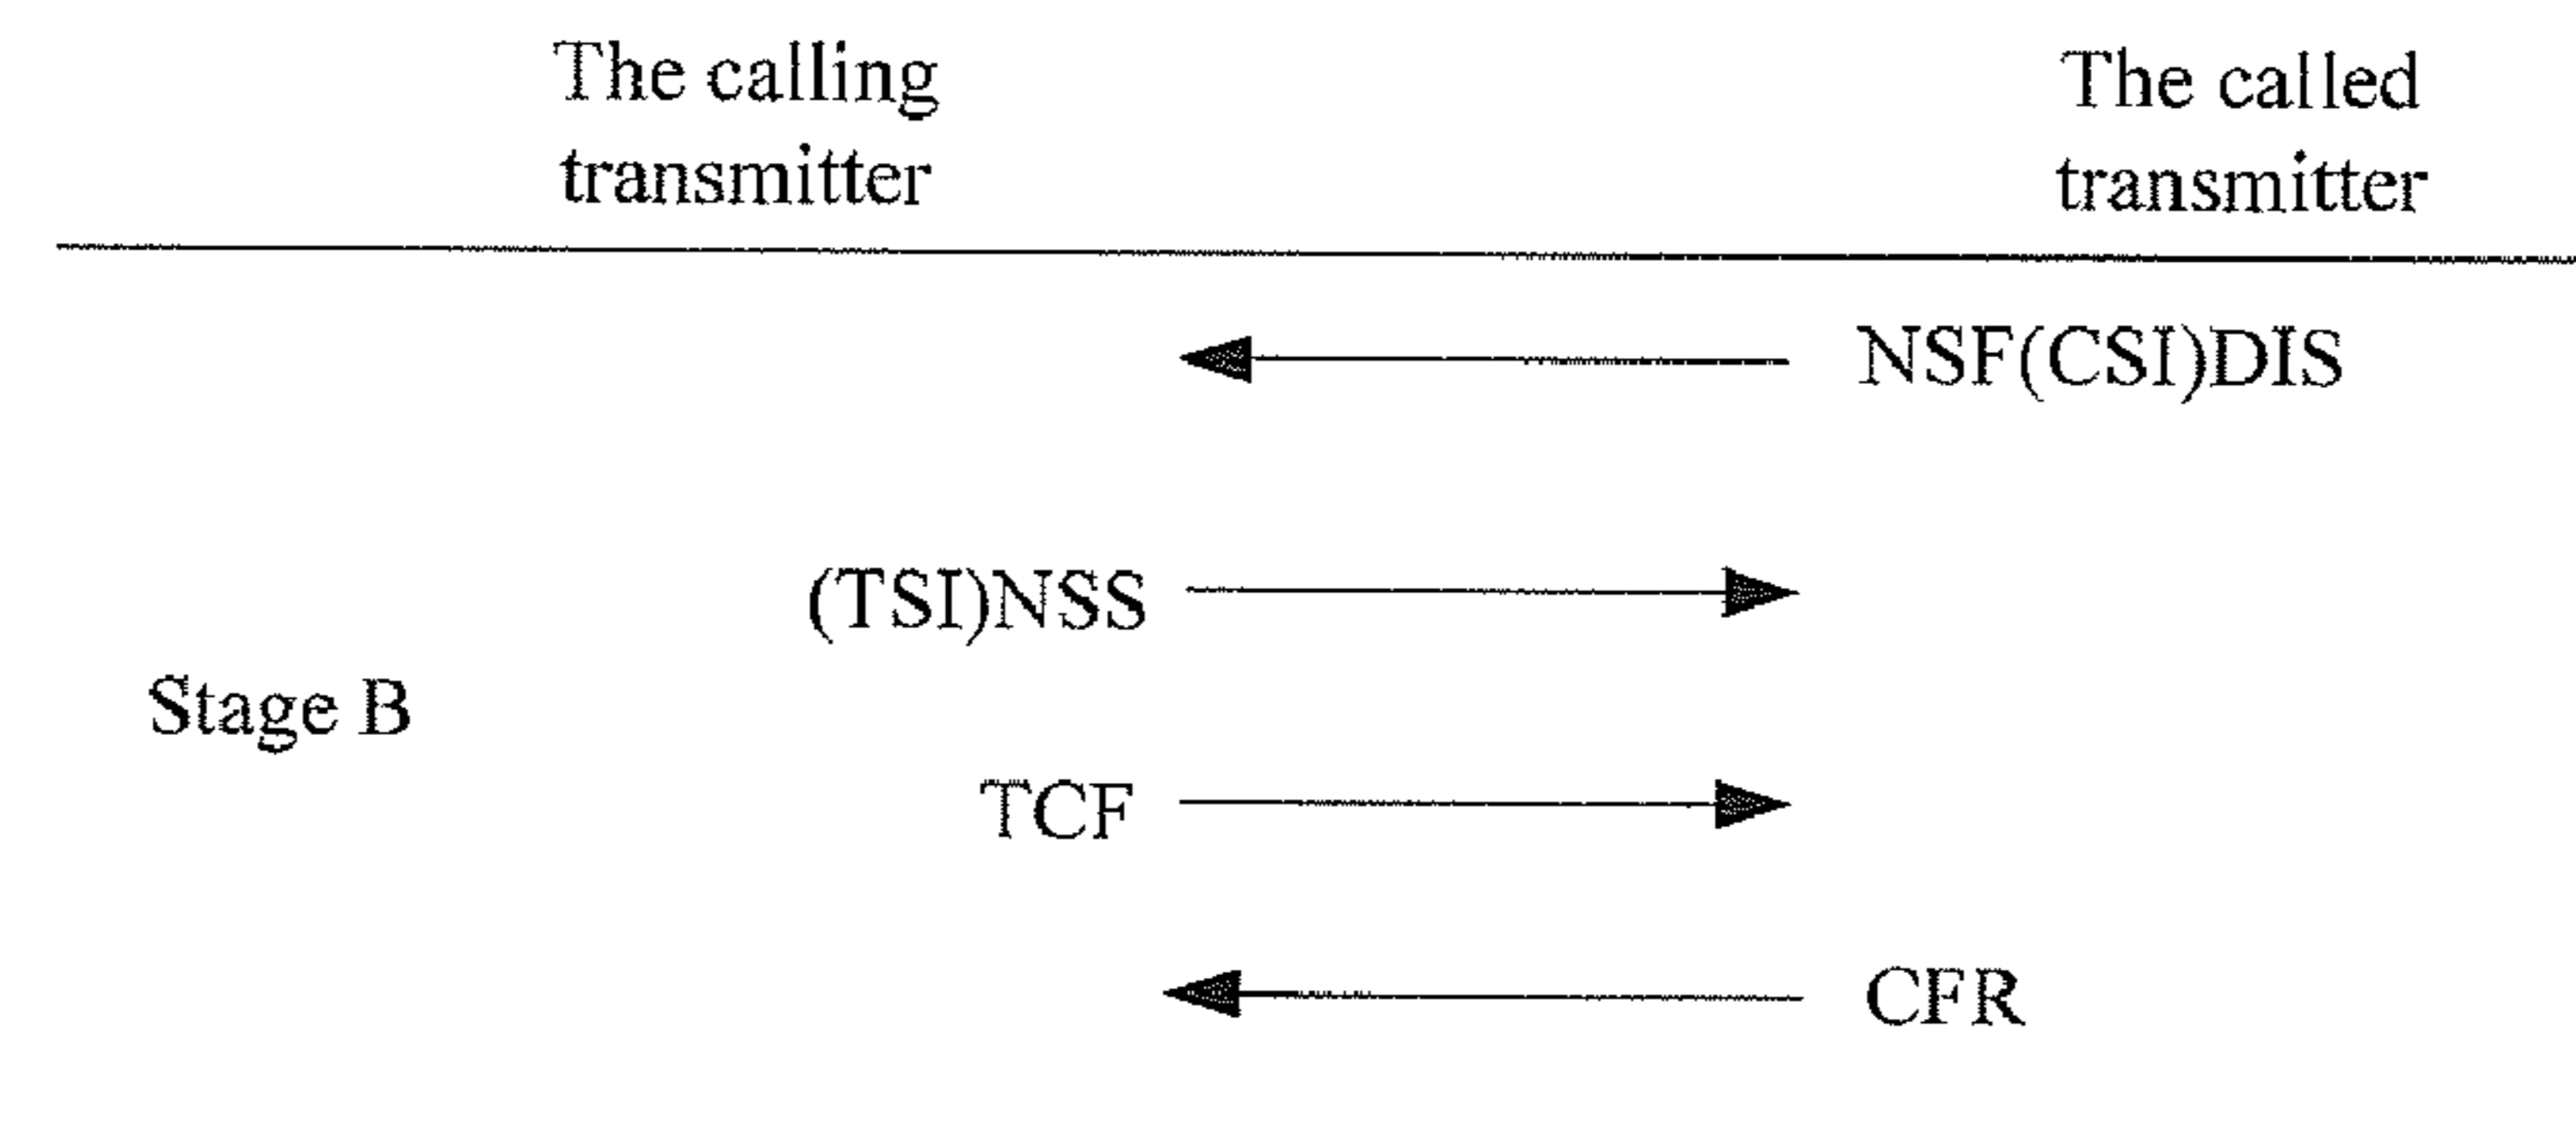 The calling
transmitter
The called
transmitter
NSF(CSI)DIS
(TSI)NSS
Stage B
TCF
CFR